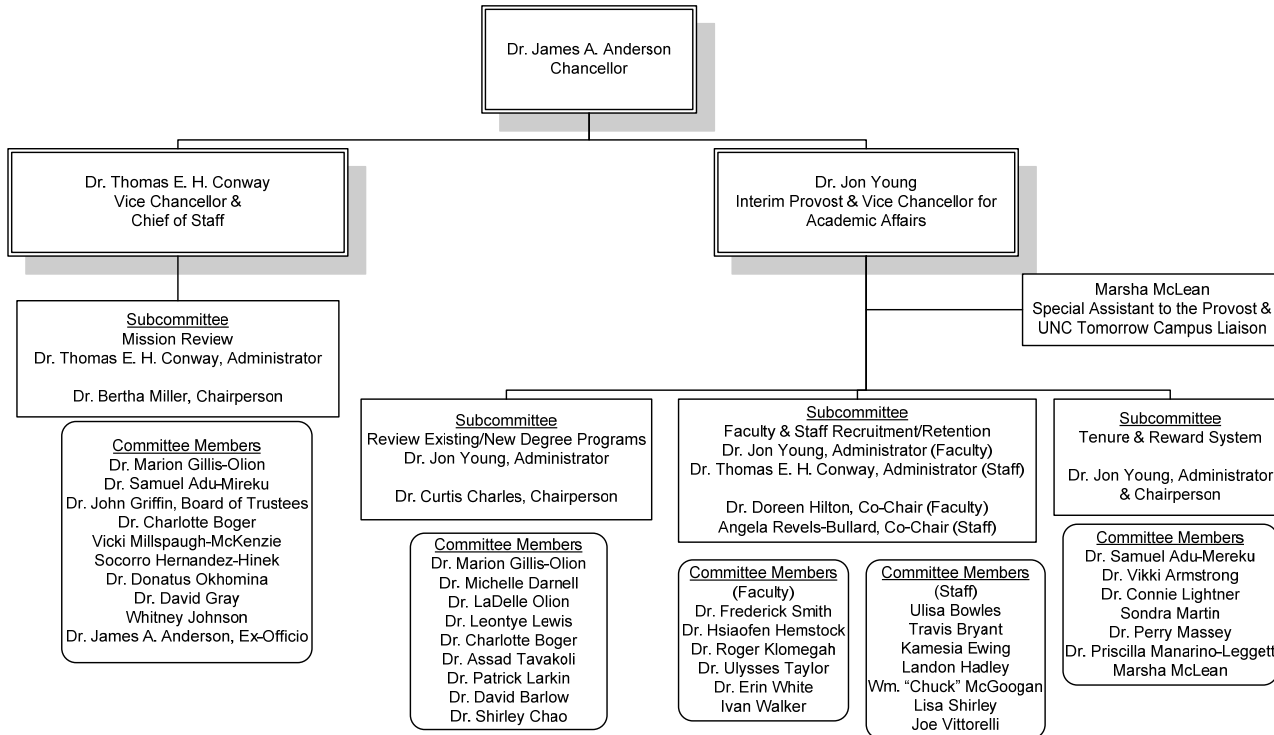 Dr. James A. Anderson
Chancellor
Dr. Thomas E. H. Conway
Vice Chancellor &
Chief of Staff
Dr. Jon Young
Interim Provost & Vice Chancellor for
Academic Affairs
Marsha McLean
Special Assistant to the Provost &
UNC Tomorrow Campus Liaison
Subcommittee
Mission Review
Dr. Thomas E. H. Conway, Administrator
Dr. Bertha Miller, Chairperson
Committee Members
Dr. Marion Gillis-Olion
Dr. Samuel Adu-Mireku
Dr. John Griffin, Board of Trustees
Dr. Charlotte Boger
Vicki Millspaugh-McKenzie
Socorro Hernandez-Hinek
Dr. Donatus Okhomina
Dr. David Gray
Whitney Johnson
Dr. James A. Anderson, Ex-Officio
Subcommittee
Review Existing/New Degree Programs
Dr. Jon Young, Administrator
Dr. Curtis Charles, Chairperson
Committee Members
Dr. Marion Gillis-Olion
Dr. Michelle Darnell
Dr. LaDelle Olion
Dr. Leontye Lewis
Dr. Charlotte Boger
Dr. Assad Tavakoli
Dr. Patrick Larkin
Dr. David Barlow
Dr. Shirley Chao
Subcommittee
Faculty & Staff Recruitment/Retention
Dr. Jon Young, Administrator (Faculty)
Dr. Thomas E. H. Conway, Administrator (Staff)
Dr. Doreen Hilton, Co-Chair (Faculty)
Angela Revels-Bullard, Co-Chair (Staff)
Committee Members
(Faculty)
Dr. Frederick Smith
Dr. Hsiaofen Hemstock
Dr. Roger Klomegah
Dr. Ulysses Taylor
Dr. Erin White
Ivan Walker
Committee Members
(Staff)
Ulisa Bowles
Travis Bryant
Kamesia Ewing
Landon Hadley
Wm. “Chuck” McGoogan
Lisa Shirley
Joe Vittorelli
Subcommittee
Tenure & Reward System
Dr. Jon Young, Administrator
& Chairperson
Committee Members
Dr. Samuel Adu-Mereku
Dr. Vikki Armstrong
Dr. Connie Lightner
Sondra Martin
Dr. Perry Massey
Dr. Priscilla Manarino-Leggett
Marsha McLean